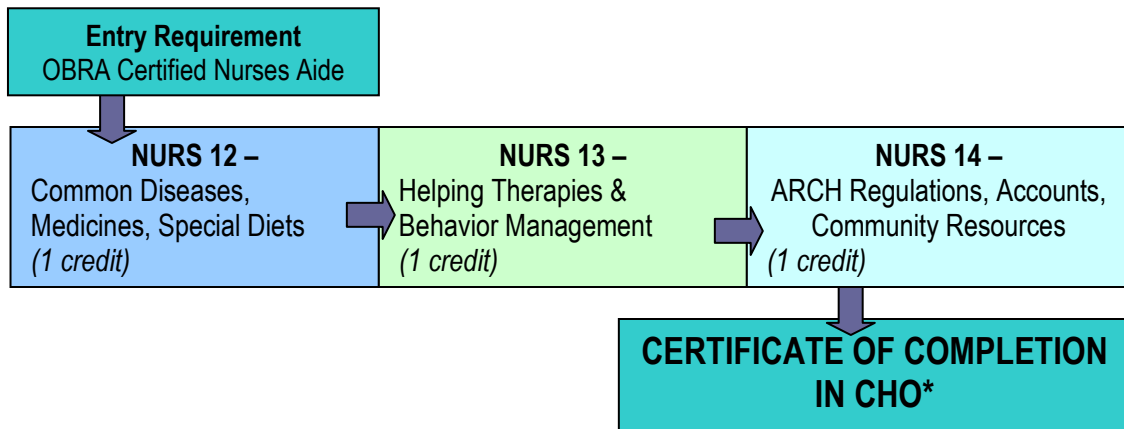 Entry Requirement
OBRA Certified Nurses Aide
NURS 12 –
Common Diseases,
Medicines, Special Diets
(1 credit)
NURS 13 –
Helping Therapies &
Behavior Management
(1 credit)
NURS 14 –
ARCH Regulations, Accounts,
Community Resources
(1 credit)
CERTIFICATE OF COMPLETION
IN CHO*